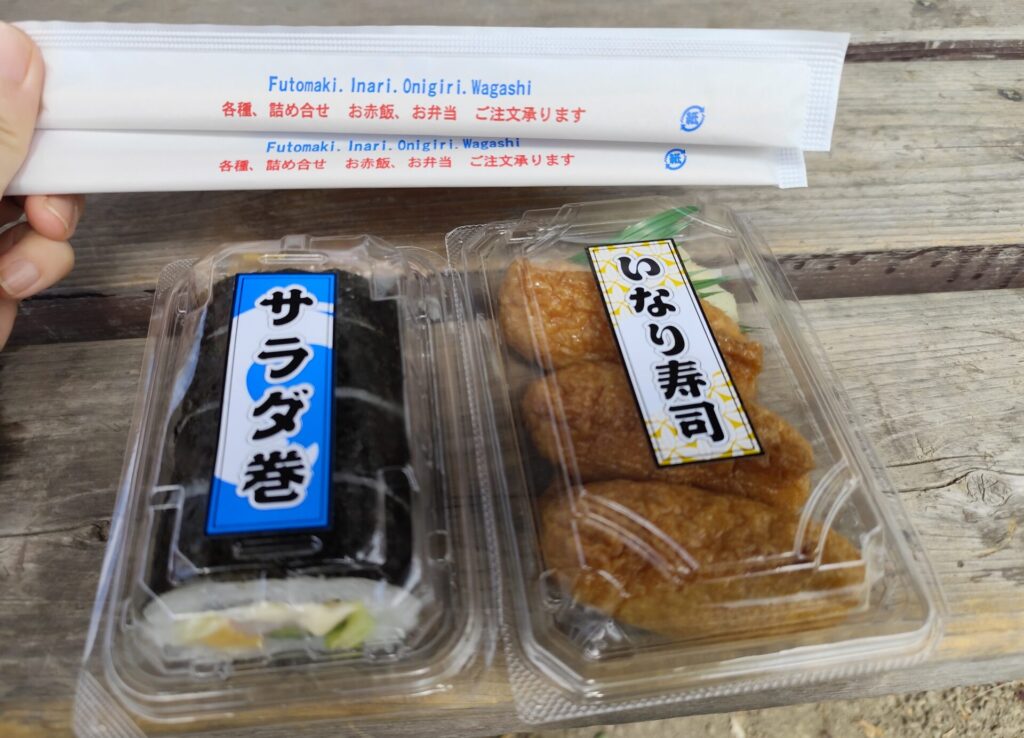 Futomaki. Inari. Onigiri. Wagashi
各種、詰め合せ　お赤飯、お弁当　ご注文承ります
紙
Futomaki. Inari. Onigiri. Wagashi
各種、詰め合せ　お赤飯、お弁当　ご注文承ります
紙
サラダ巻
いなり寿司